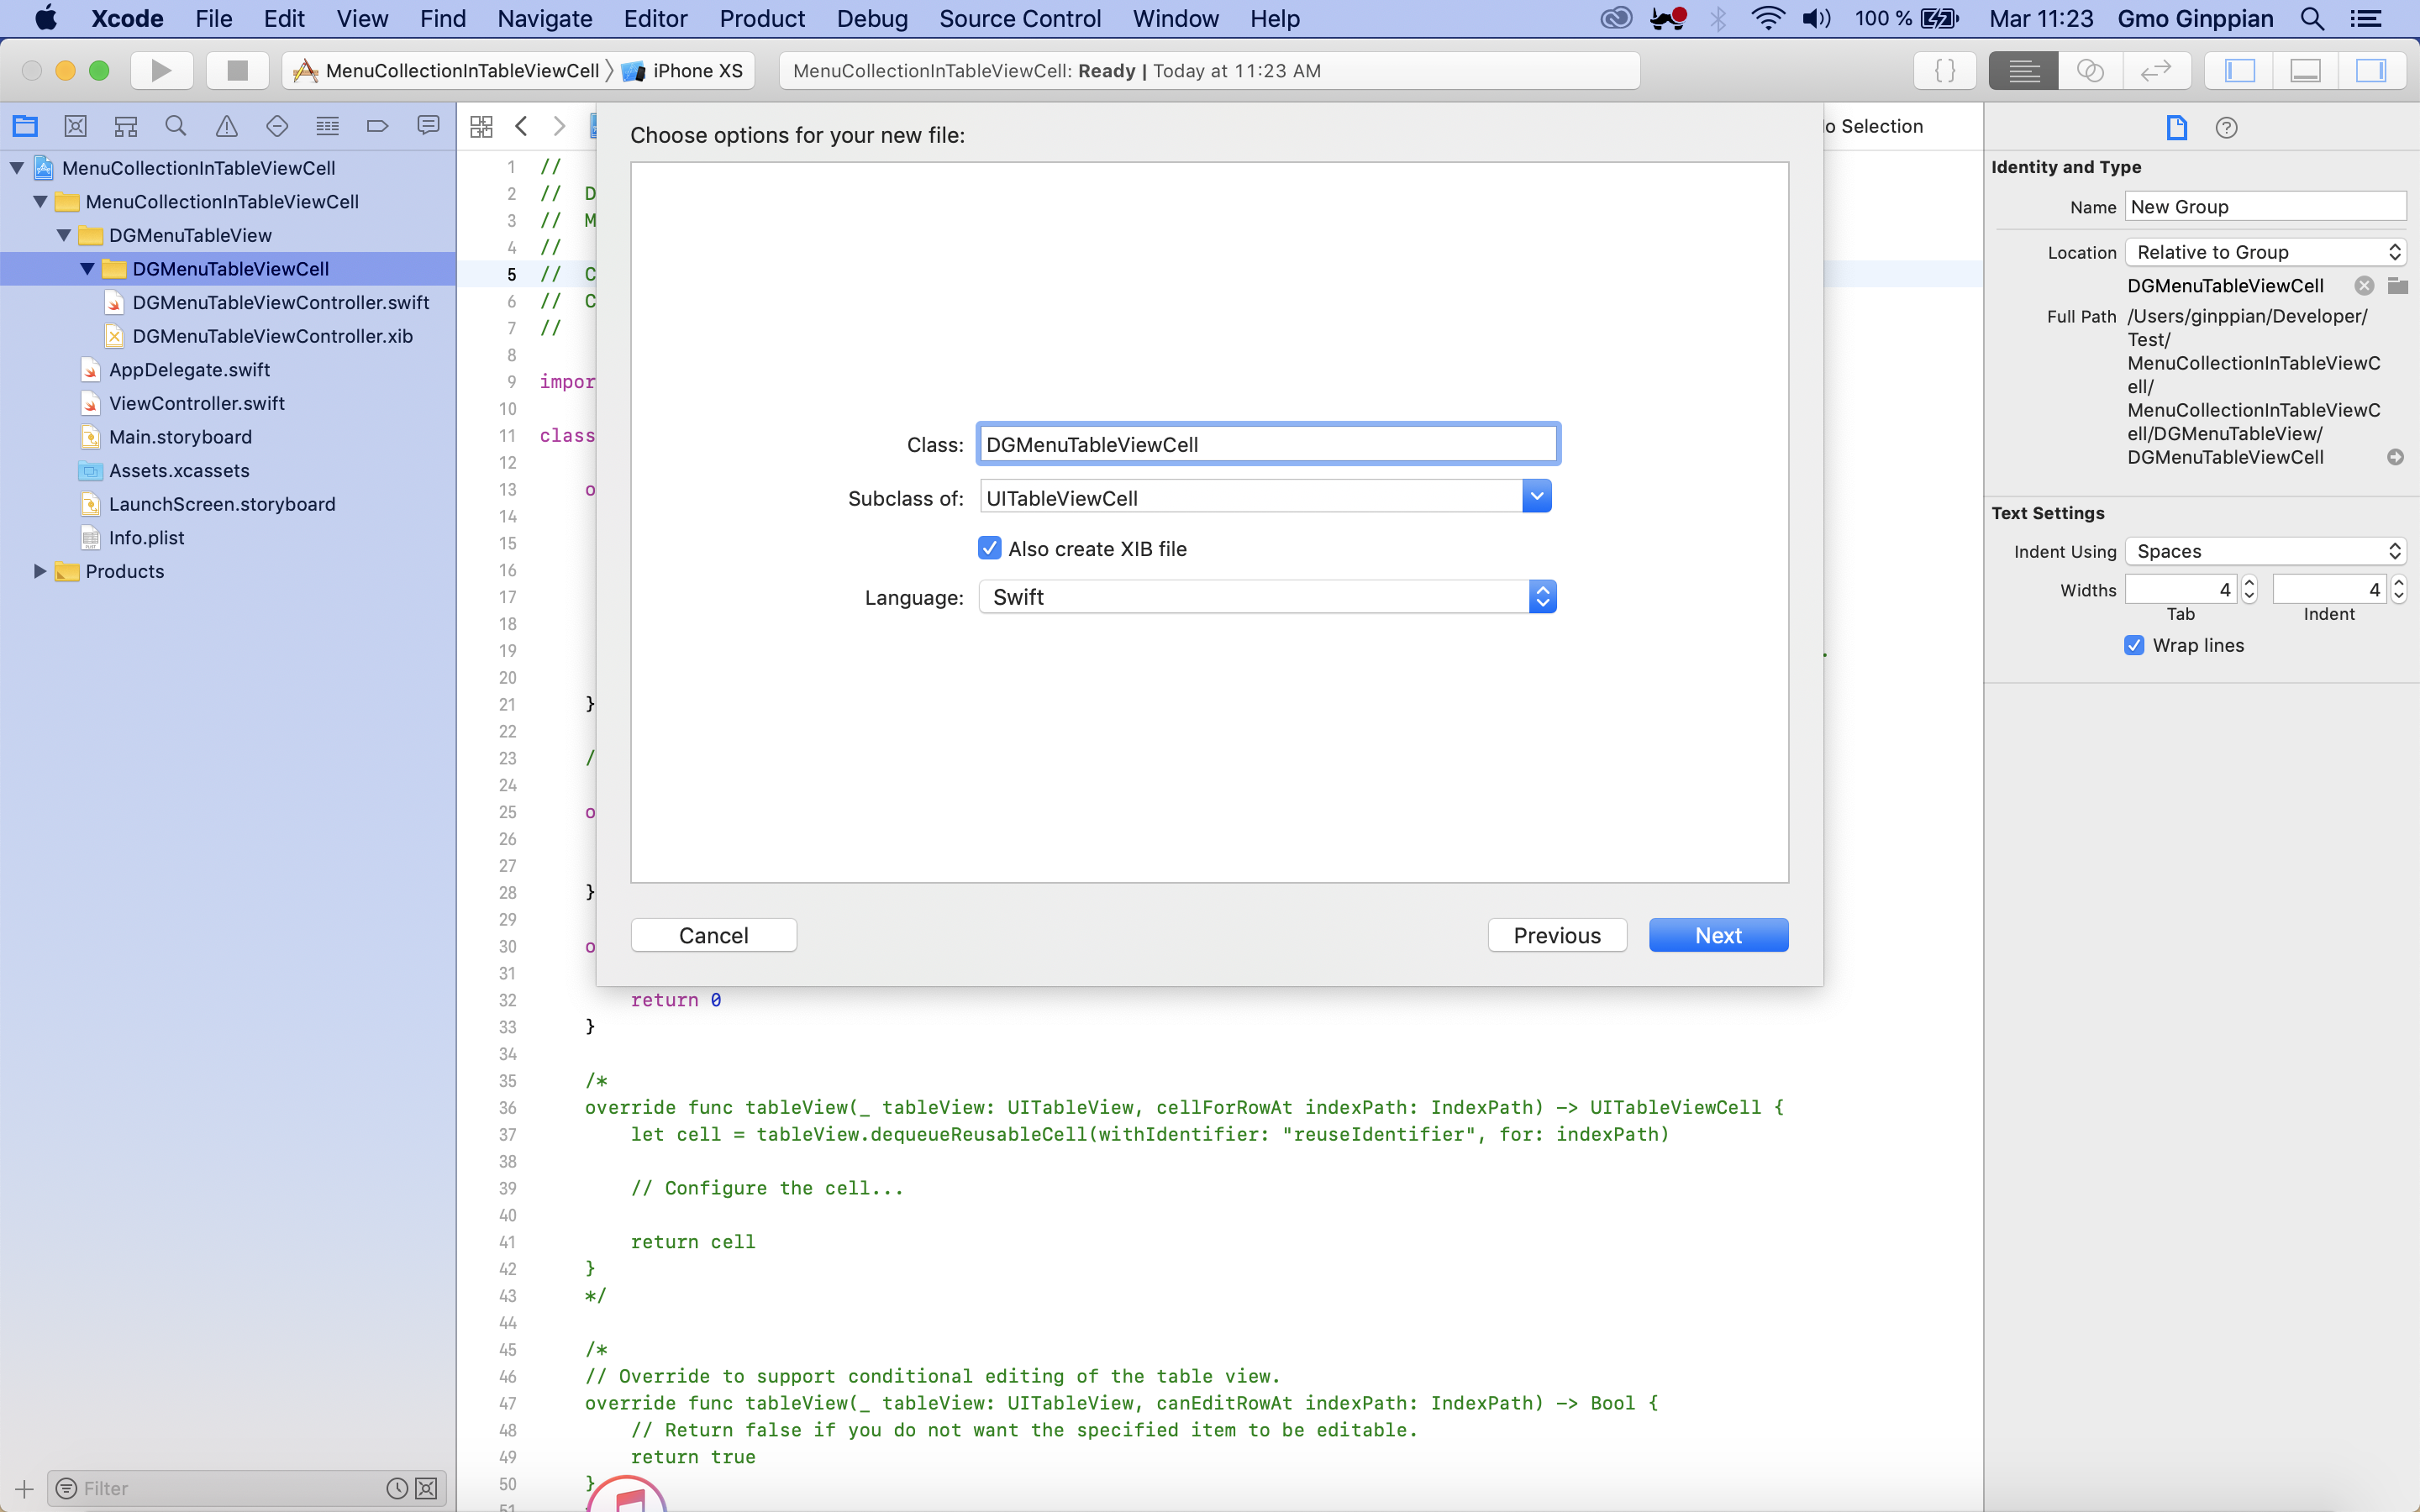 Xcode File Edit View Find Navigate Editor Product Debug Source Control Window Help 100 % Mar 11:23 Gmo Ginppian
MenuCollectionInTableViewCell iPhone XS MenuCollectionInTableViewCell: Ready | Today at 11:23 AM
MenuCollectionInTableViewCell
MenuCollectionInTableViewCell
DGMenuTableView
DGMenuTableViewCell
DGMenuTableViewController.swift
DGMenuTableViewController.xib
AppDelegate.swift
ViewController.swift
Main.storyboard
Assets.xcassets
LaunchScreen.storyboard
Info.plist
Products
Filter
o Selection
1 //
2 // D
3 // M
4 //
5 // C
6 // C
7 //
8
9 impor
10
11 class
12
13 o
14
15
16
17
18
19
20
21 }
22
23 /
24
25 o
26
27
28 }
29
30 o
31
32 return 0
33 }
34
35 /*
36 override func tableView(_ tableView: UITableView, cellForRowAt indexPath: IndexPath) -> UITableViewCell {
37 let cell = tableView.dequeueReusableCell(withIdentifier: "reuseIdentifier", for: indexPath)
38
39 // Configure the cell...
40
41 return cell
42 }
43 */
44
45 /*
46 // Override to support conditional editing of the table view.
47 override func tableView(_ tableView: UITableView, canEditRowAt indexPath: IndexPath) -> Bool {
48 // Return false if you do not want the specified item to be editable.
49 return true
50 }
51
Choose options for your new file:
Class: DGMenuTableViewCell
Subclass of: UITableViewCell
Also create XIB file
Language: Swift
Cancel Previous Next
Identity and Type
Name New Group
Location Relative to Group
DGMenuTableViewCell
Full Path /Users/ginppian/Developer/
Test/
MenuCollectionInTableViewC
ell/
MenuCollectionInTableViewC
ell/DGMenuTableView/
DGMenuTableViewCell
Text Settings
Indent Using Spaces
Widths 4 4
Tab Indent
Wrap lines